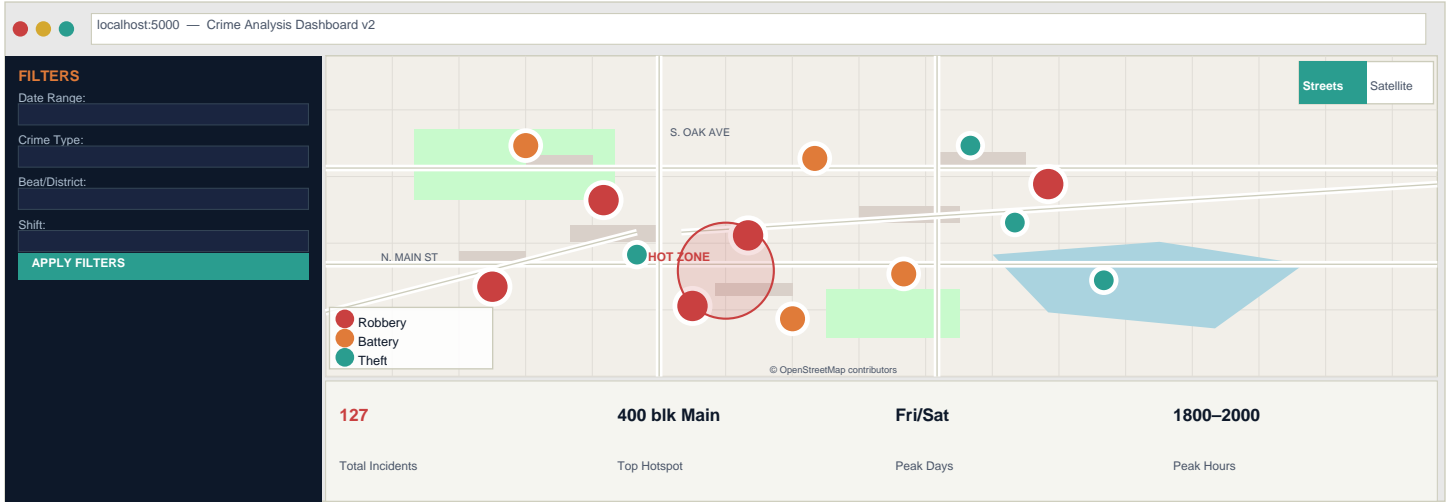 localhost:5000 — Crime Analysis Dashboard v2
FILTERS
Date Range:
Crime Type:
Beat/District:
Shift:
APPLY FILTERS
Streets
Satellite
S. OAK AVE
N. MAIN ST
HOT ZONE
Robbery
Battery
Theft
© OpenStreetMap contributors
127
Total Incidents
400 blk Main
Top Hotspot
Fri/Sat
Peak Days
1800–2000
Peak Hours